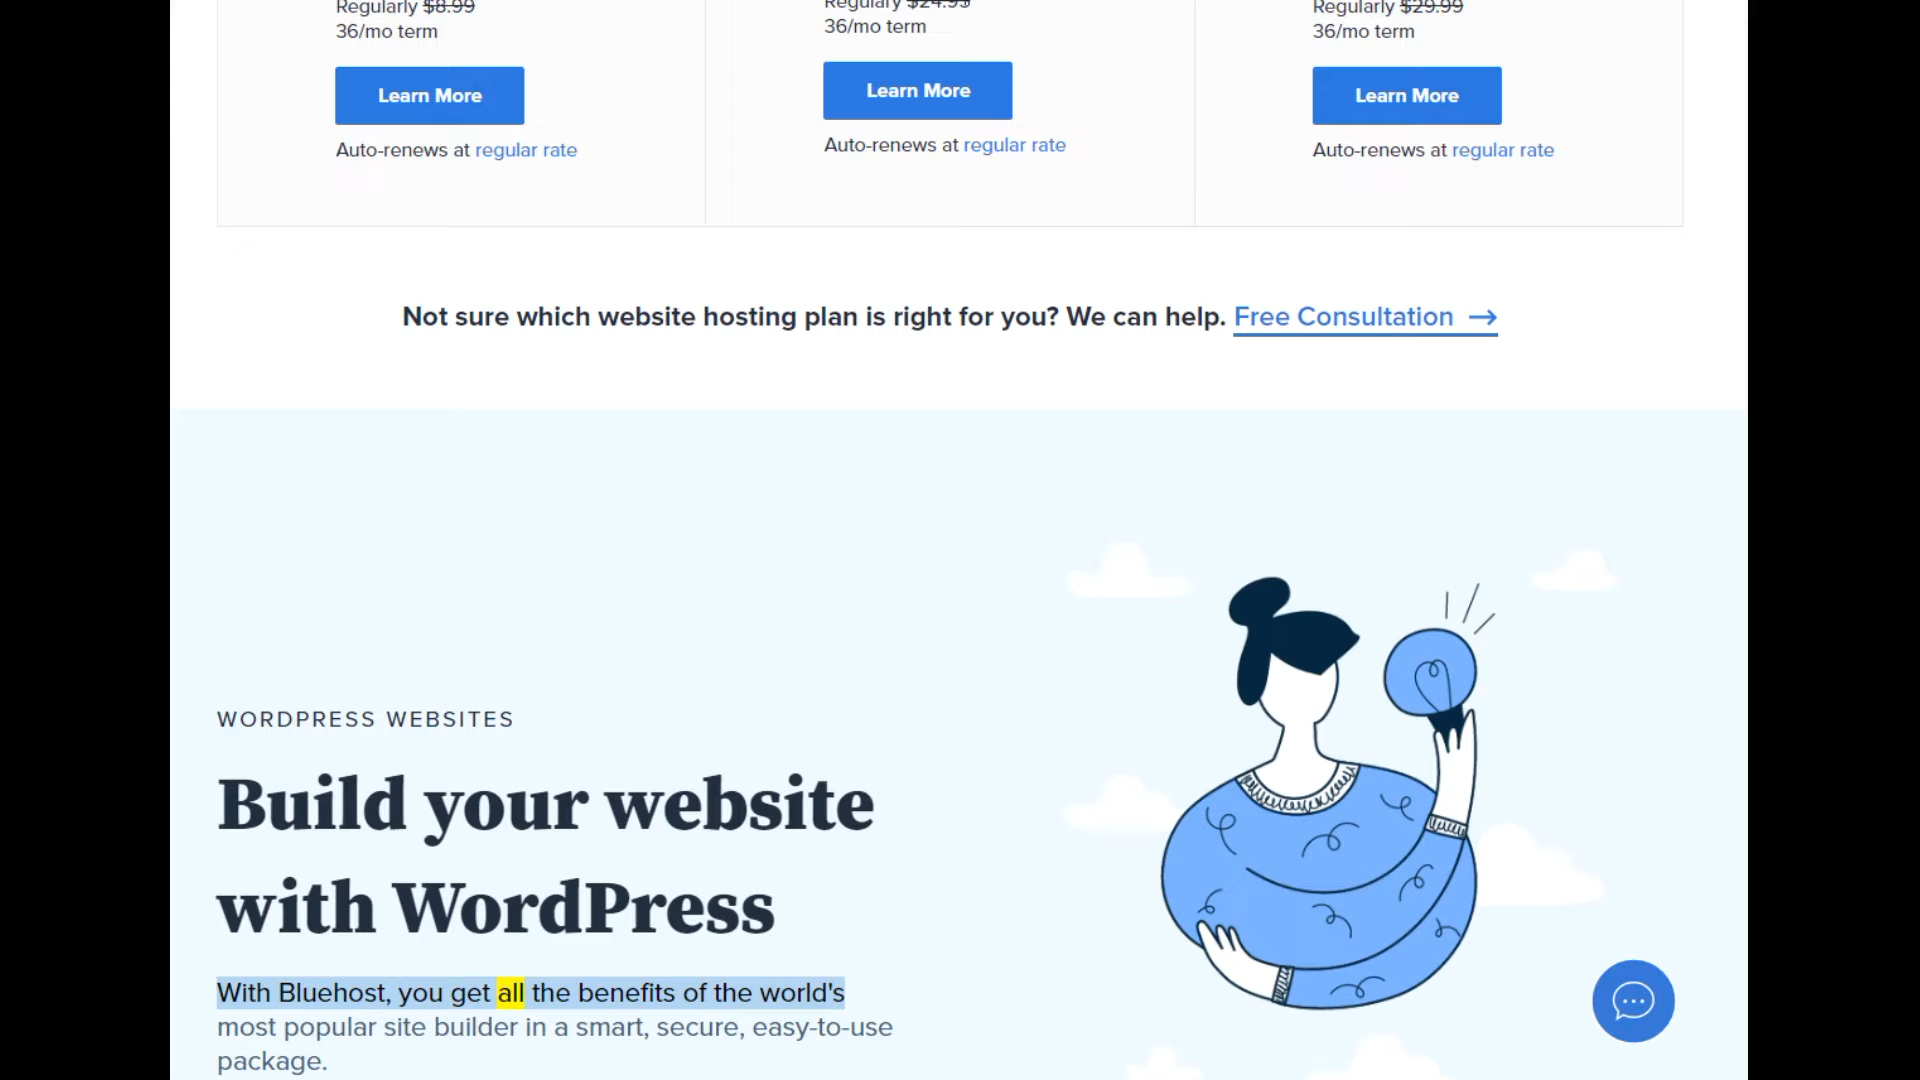 Regularly $8.99
36/mo term
Learn More
Auto-renews at regular rate
Regulary $24.95
36/mo term
Learn More
Auto-renews at regular rate
Regularly $29.99
36/mo term
Learn More
Auto-renews at regular rate
Not sure which website hosting plan is right for you? We can help. Free Consultation →
WORDPRESS WEBSITES
Build your website
with WordPress
With Bluehost, you get all the benefits of the world's
most popular site builder in a smart, secure, easy-to-use
package.